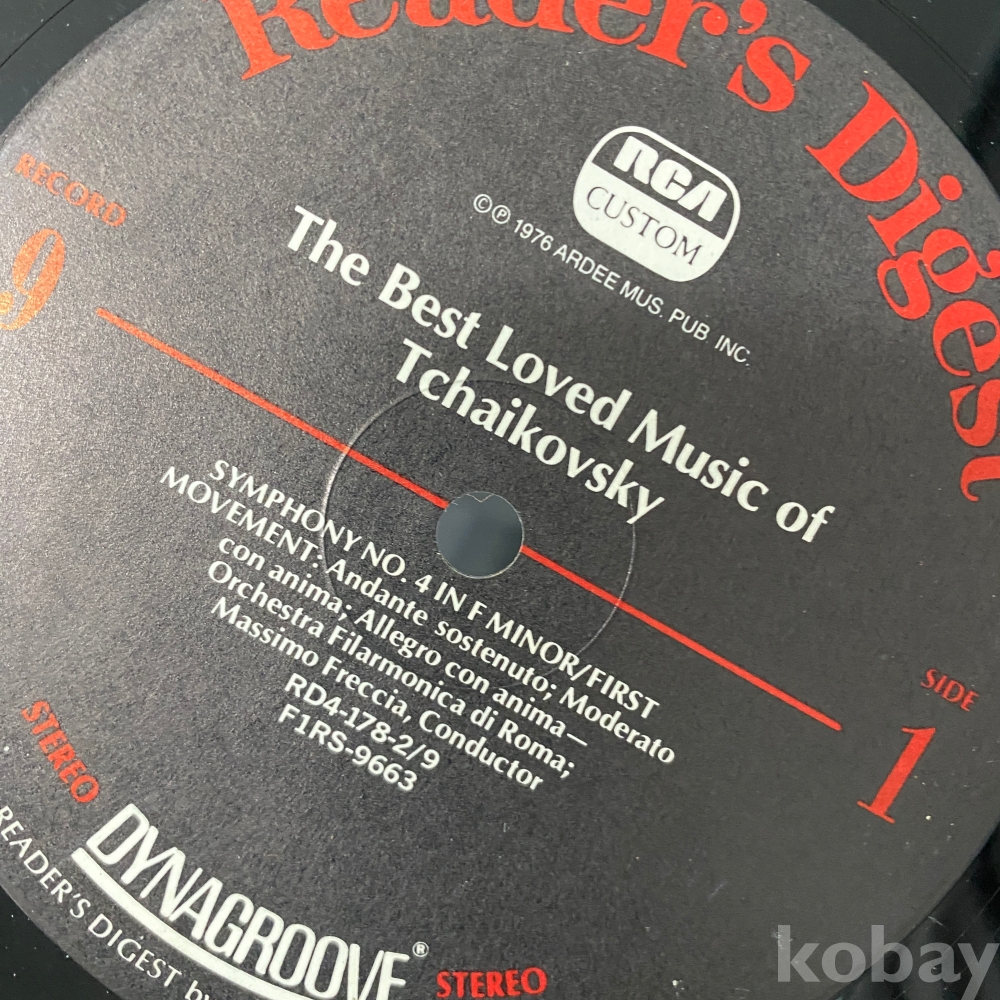 Reader's Digest
RCA
CUSTOM
©℗ 1976 ARDEE MUS. PUB. INC.
RECORD
9
The Best Loved Music of
Tchaikovsky
SYMPHONY NO. 4 IN F MINOR/FIRST
MOVEMENT: Andante sostenuto; Moderato
con anima; Allegro con anima—
Orchestra Filarmonica di Roma;
Massimo Freccia, Conductor
RD4-178-2/9
F1RS-9663
SIDE
1
STEREO
DYNAGROOVE®
STEREO
READER'S DIGEST by
kobay